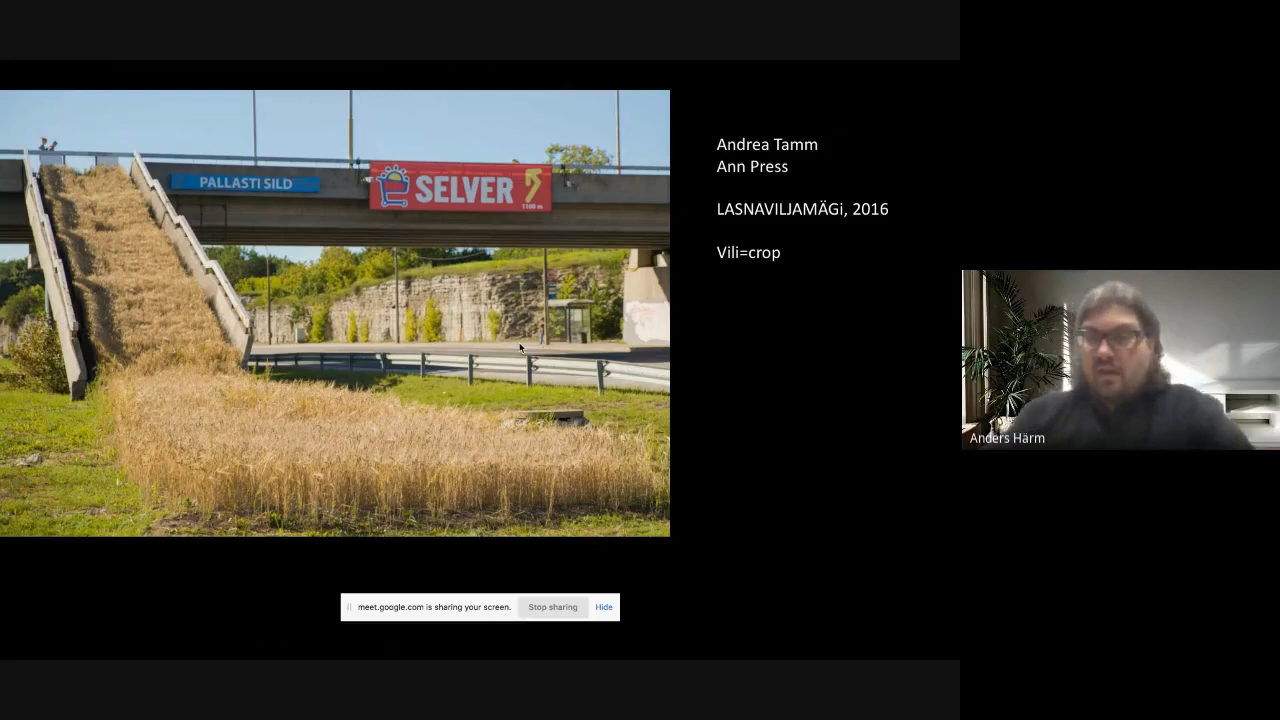 PALLASTI SILD
SELVER
1100 m
Andrea Tamm
Ann Press
LASNAVILJAMÄGi, 2016
Vili=crop
Anders Härm
meet.google.com is sharing your screen.
Stop sharing
Hide